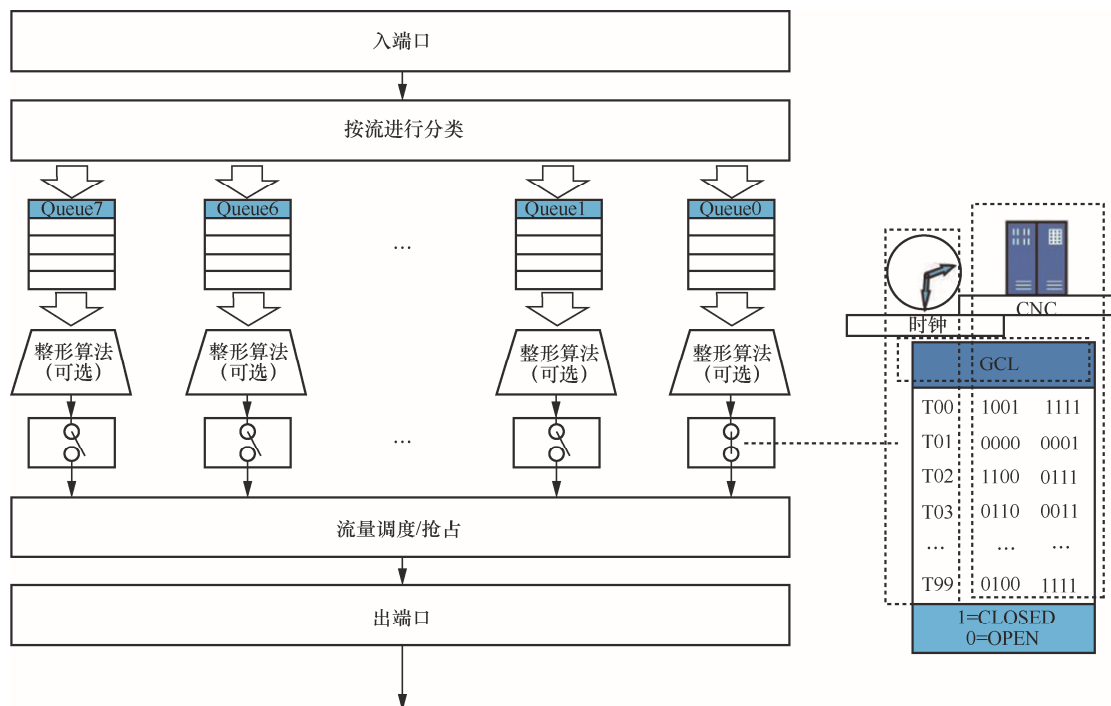 入端口
按流进行分类
Queue7 Queue6 Queue1 Queue0
...
整形算法 整形算法 整形算法 整形算法
(可选) (可选) (可选) (可选)
...
流量调度/抢占
出端口
CNC
时钟
GCL
T00 1001 1111
T01 0000 0001
T02 1100 0111
T03 0110 0011
... ... ...
T99 0100 1111
1=CLOSED
0=OPEN